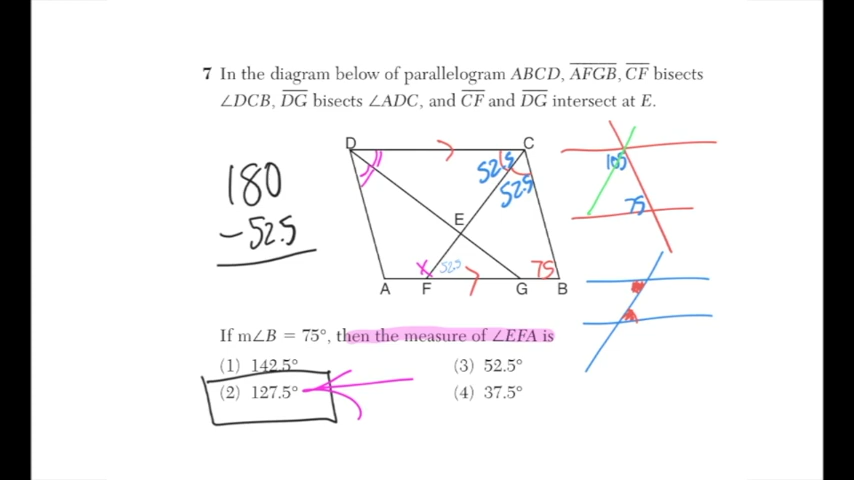 7 In the diagram below of parallelogram ABCD, AFGB, CF bisects
∠DCB, DG bisects ∠ADC, and CF and DG intersect at E.
180
− 52.5
D
C
52.5
52.5
E
x
52.5
75
A
F
G
B
105
75
If m∠B = 75°, then the measure of ∠EFA is
(1) 142.5°
(3) 52.5°
(2) 127.5°
(4) 37.5°